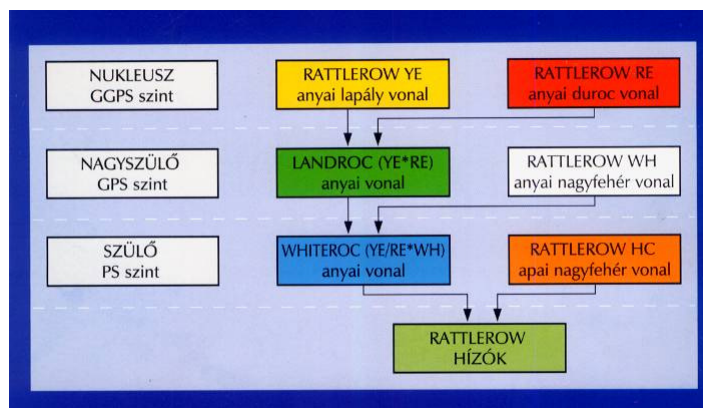 NUKLEUSZ
GGPS szint
RATTLEROW YE
anyai lapály vonal
RATTLEROW RE
anyai duroc vonal
NAGYSZÜLŐ
GPS szint
LANDROC (YE*RE)
anyai vonal
RATTLEROW WH
anyai nagyfehér vonal
SZÜLŐ
PS szint
WHITEROC (YE/RE*WH)
anyai vonal
RATTLEROW HC
apai nagyfehér vonal
RATTLEROW
HÍZÓK